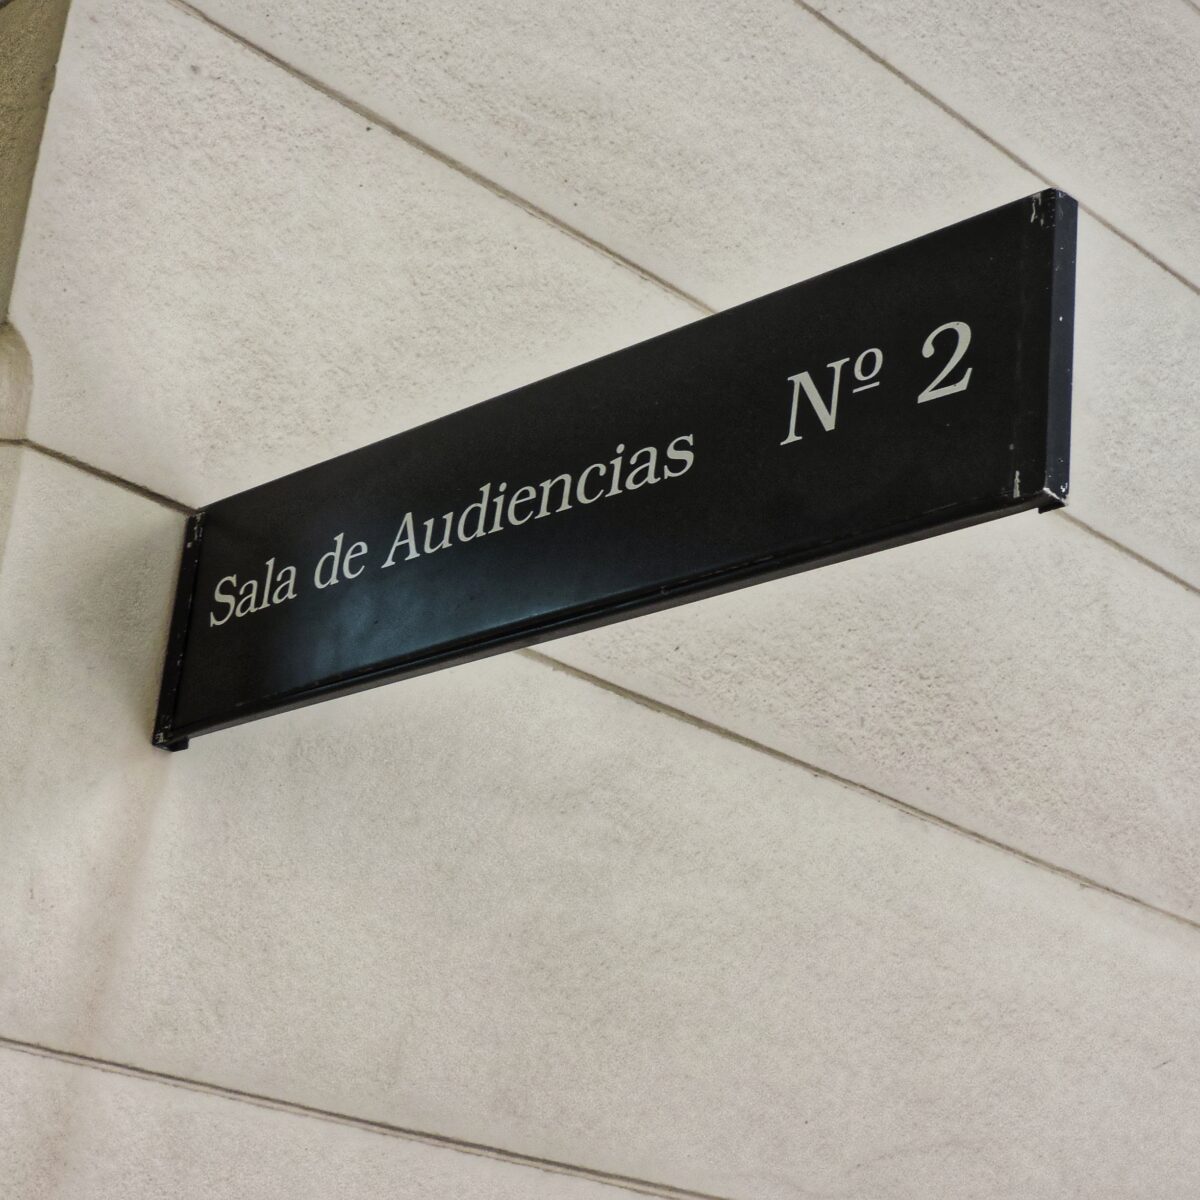 Sala de Audiencias Nº 2